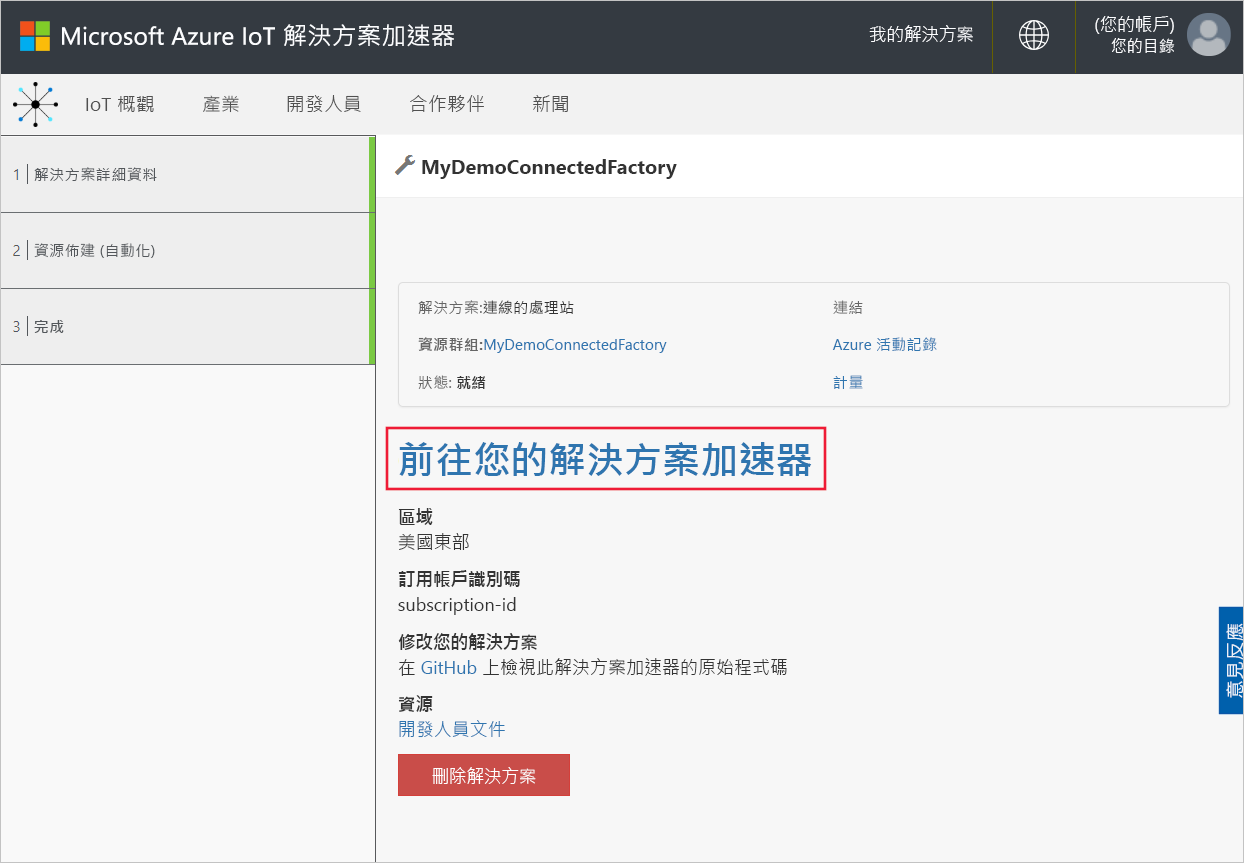 Microsoft Azure IoT 解決方案加速器
我的解決方案
(您的帳戶)
您的目錄
IoT 概觀
產業
開發人員
合作夥伴
新聞
1 解決方案詳細資料
2 資源佈建 (自動化)
3 完成
MyDemoConnectedFactory
解決方案:連線的處理站
連結
資源群組:MyDemoConnectedFactory
Azure 活動記錄
狀態: 就緒
計量
前往您的解決方案加速器
區域
美國東部
訂用帳戶識別碼
subscription-id
修改您的解決方案
在 GitHub 上檢視此解決方案加速器的原始程式碼
資源
開發人員文件
刪除解決方案
意見反應